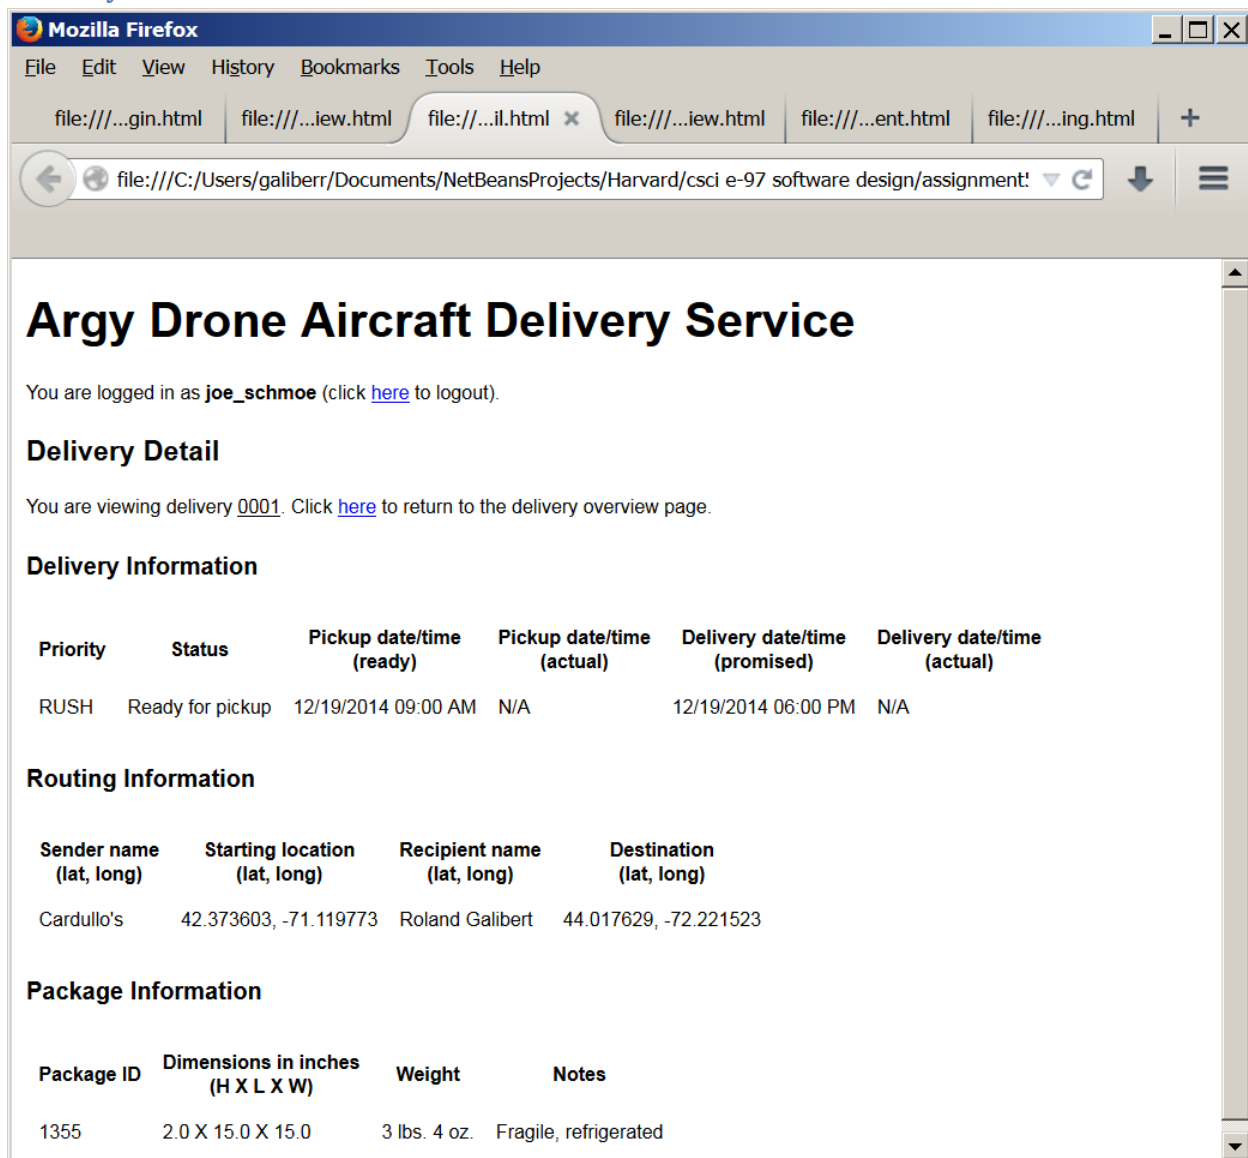 Mozilla Firefox
File Edit View History Bookmarks Tools Help
file:///...gin.html file:///...iew.html file://...il.html file:///...iew.html file:///...ent.html file:///...ing.html
file:///C:/Users/galiberr/Documents/NetBeansProjects/Harvard/csci e-97 software design/assignment
Argy Drone Aircraft Delivery Service
You are logged in as joe_schmoe (click here to logout).
Delivery Detail
You are viewing delivery 0001. Click here to return to the delivery overview page.
Delivery Information
Priority Status Pickup date/time (ready) Pickup date/time (actual) Delivery date/time (promised) Delivery date/time (actual)
RUSH Ready for pickup 12/19/2014 09:00 AM N/A 12/19/2014 06:00 PM N/A
Routing Information
Sender name (lat, long) Starting location (lat, long) Recipient name (lat, long) Destination (lat, long)
Cardullo's 42.373603, -71.119773 Roland Galibert 44.017629, -72.221523
Package Information
Package ID Dimensions in inches (H X L X W) Weight Notes
1355 2.0 X 15.0 X 15.0 3 lbs. 4 oz. Fragile, refrigerated